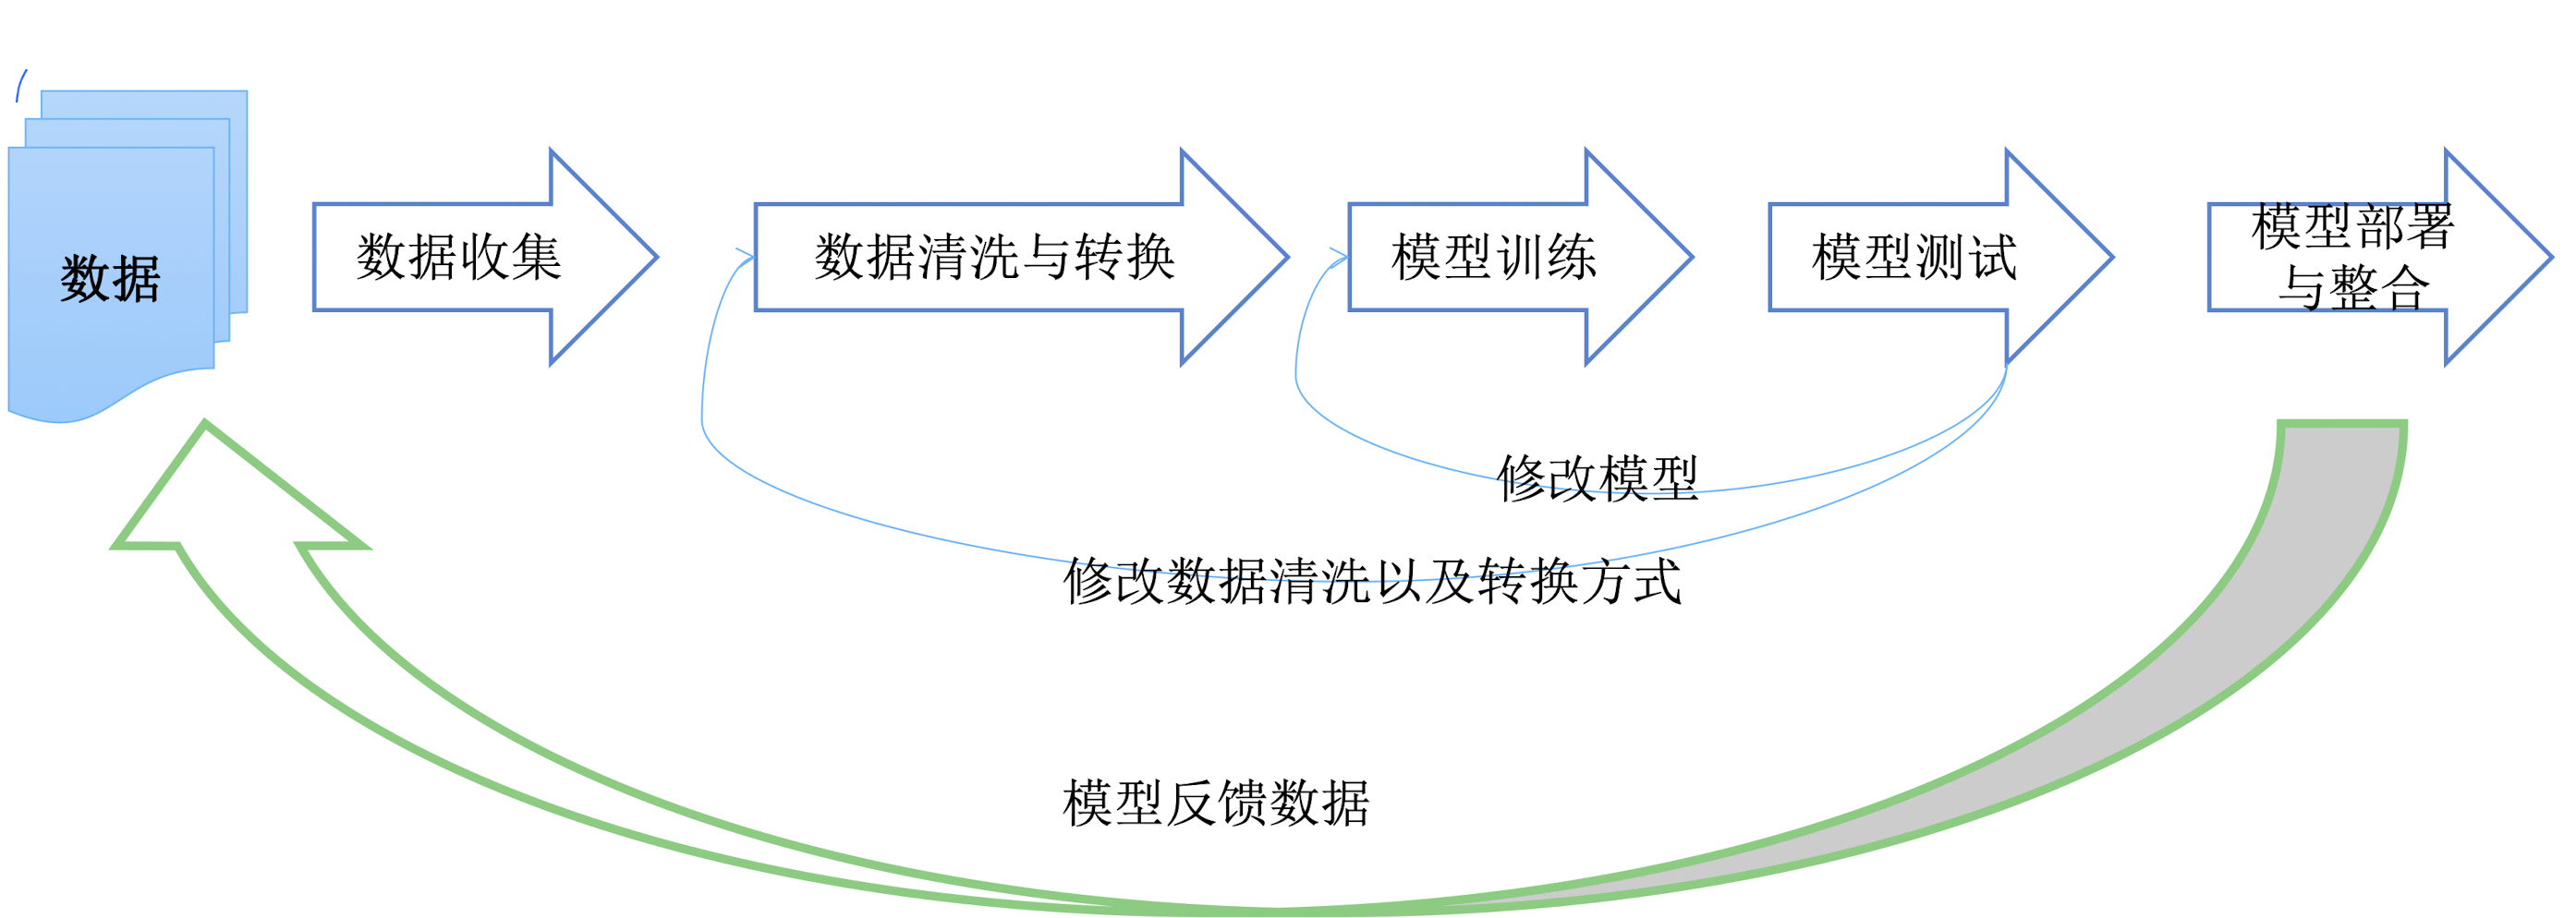 数据
数据收集
数据清洗与转换
模型训练
模型测试
模型部署
与整合
修改模型
修改数据清洗以及转换方式
模型反馈数据